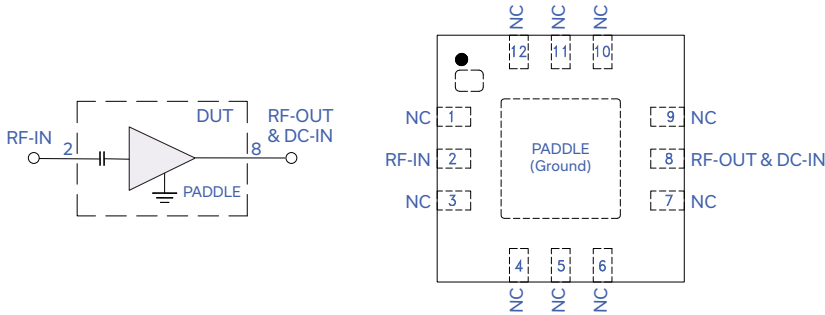 DUT
RF-OUT
& DC-IN
RF-IN
2
8
PADDLE
NC
NC
NC
12
11
10
NC
1
9
NC
RF-IN
2
PADDLE
(Ground)
8
RF-OUT & DC-IN
NC
3
7
NC
4
5
6
NC
NC
NC